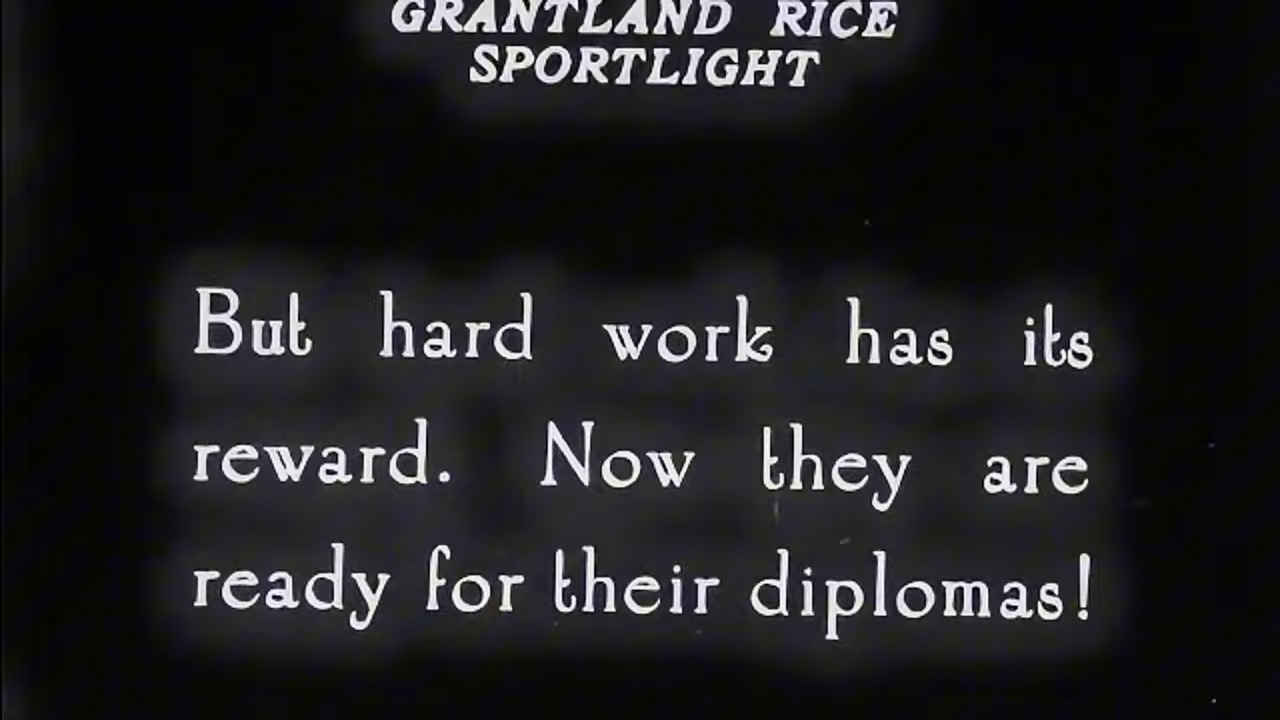 GRANTLAND RICE
SPORTLIGHT
But hard work has its
reward. Now they are
ready for their diplomas!